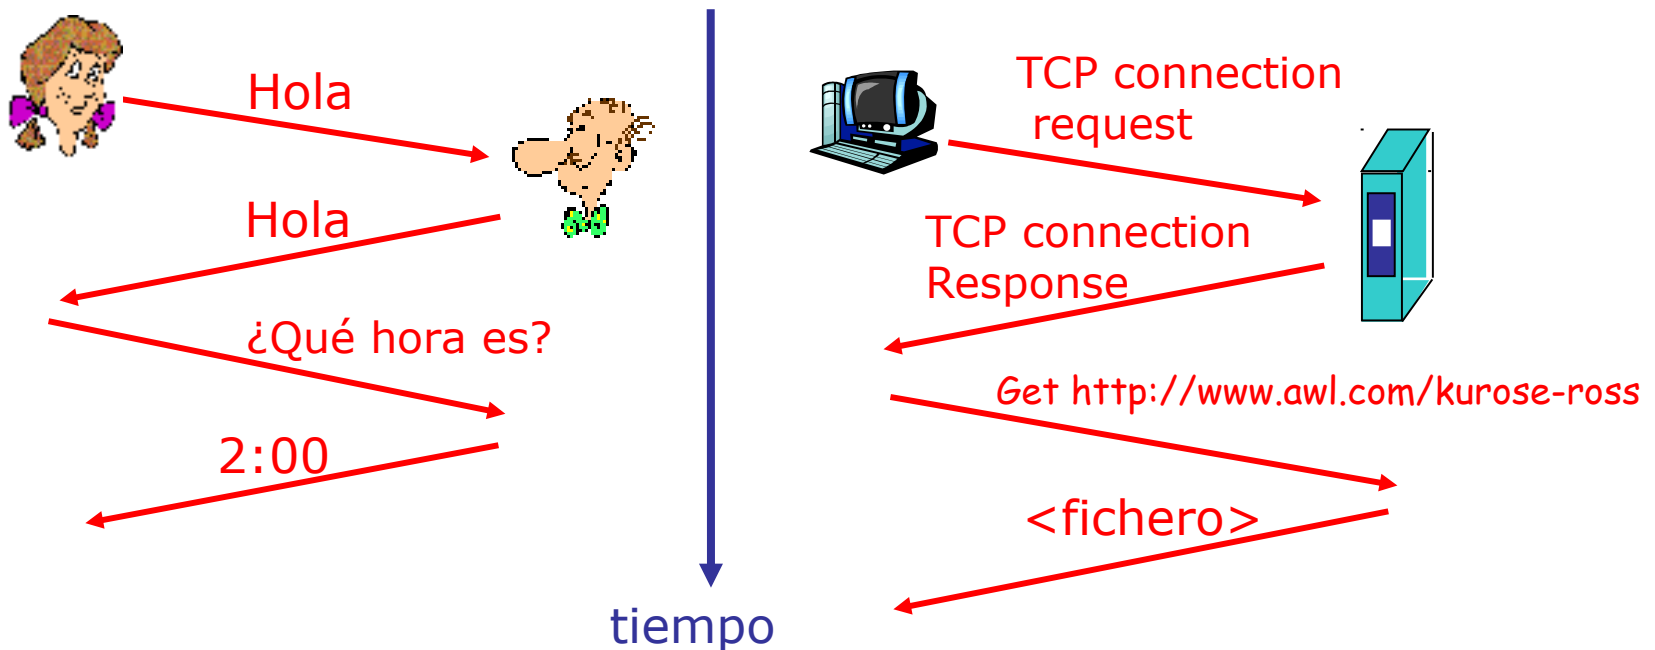 Hola
Hola
¿Qué hora es?
2:00
tiempo
TCP connection
request
TCP connection
Response
Get http://www.awl.com/kurose-ross
<fichero>